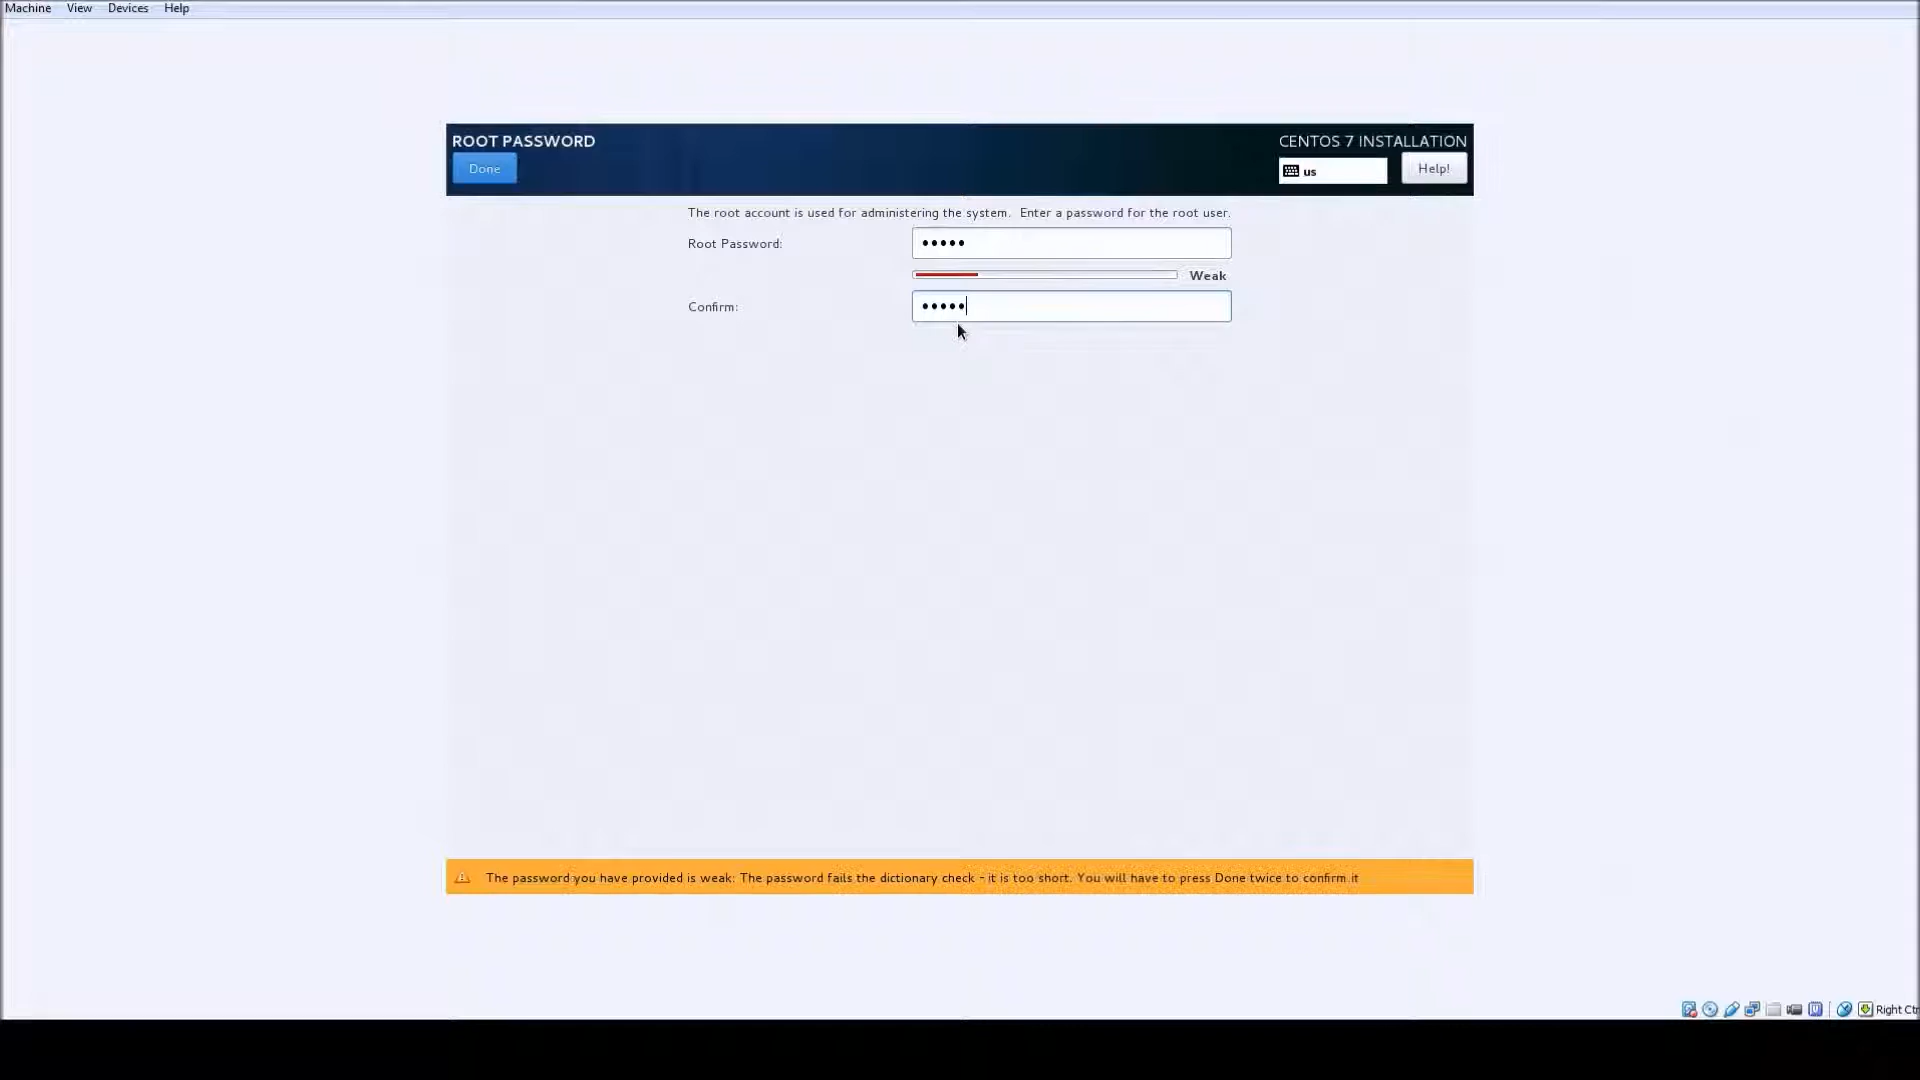 Machine View Devices Help
ROOT PASSWORD
CENTOS 7 INSTALLATION
Done
us
Help!
The root account is used for administering the system. Enter a password for the root user.
Root Password: •••••
Weak
Confirm: •••••
The password you have provided is weak: The password fails the dictionary check - it is too short. You will have to press Done twice to confirm it
Right Ctr